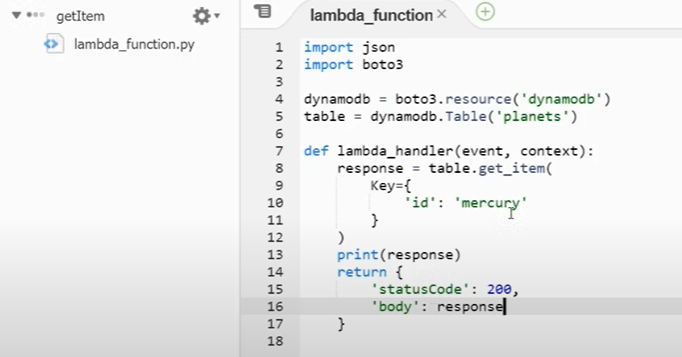 getItem
lambda_function.py
lambda_function ×
1 import json
2 import boto3
3
4 dynamodb = boto3.resource('dynamodb')
5 table = dynamodb.Table('planets')
6
7 def lambda_handler(event, context):
8     response = table.get_item(
9         Key={
10             'id': 'mercury'
11         }
12     )
13     print(response)
14     return {
15         'statusCode': 200,
16         'body': response
17     }
18